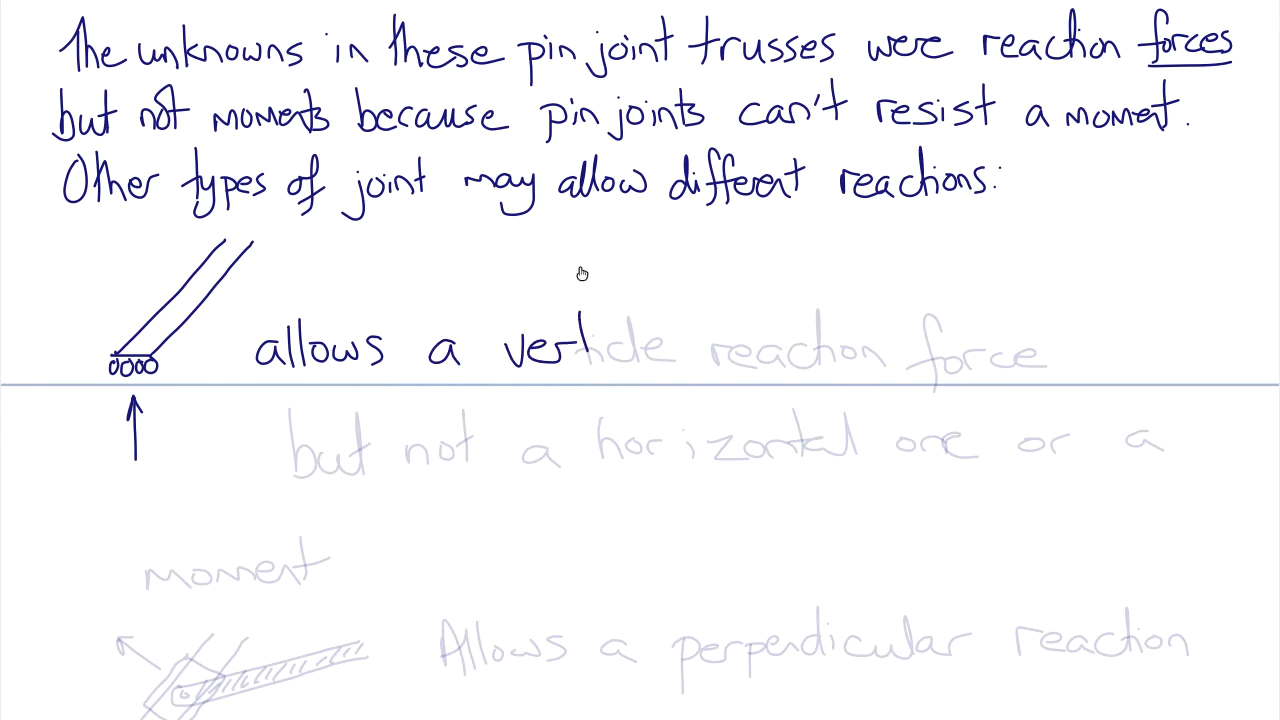 The unknowns in these pin joint trusses were reaction forces
but not moments because pin joints can't resist a moment.
Other types of joint may allow different reactions:
allows a verticle reaction force
but not a horizontal one or a
moment
Allows a perpendicular reaction